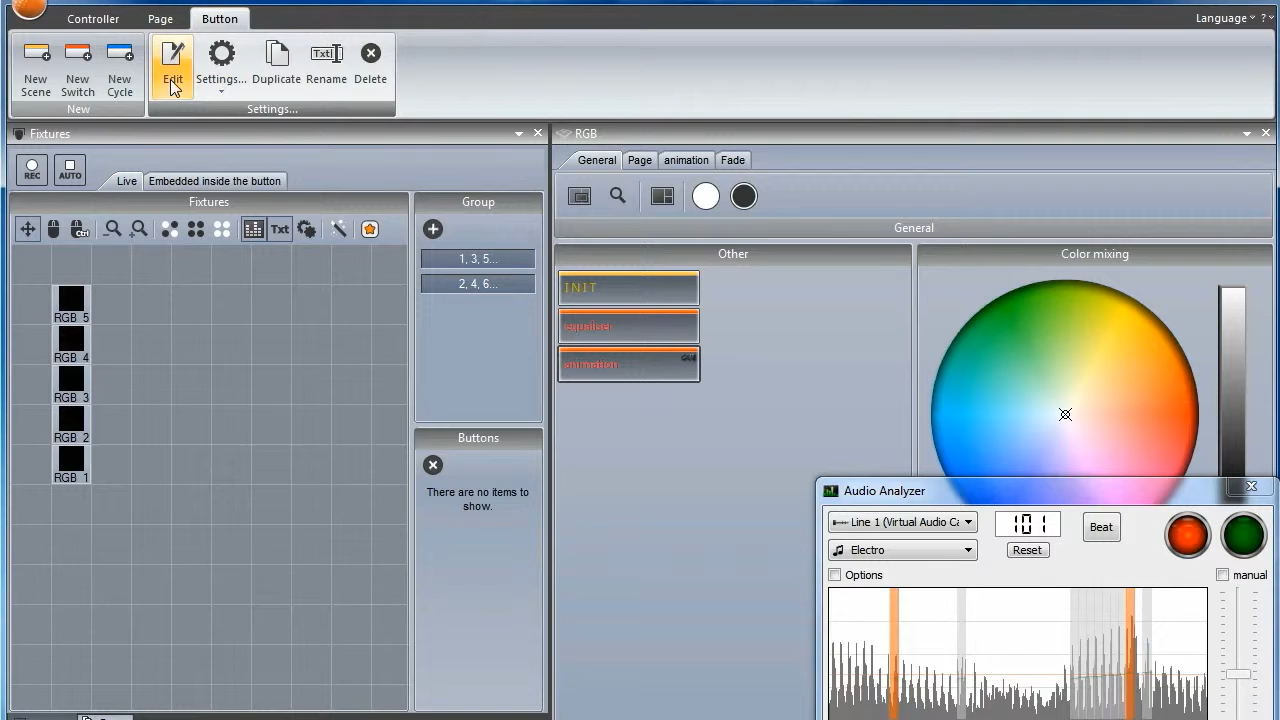 Controller Page Button Language ?
New Scene New Switch New Cycle Edit Settings... Duplicate Rename Delete
New Settings...
Fixtures RGB
General Page animation Fade
REC AUTO Live Embedded inside the button
Fixtures Group General
Ctrl Txt
Other Color mixing
1, 3, 5...
2, 4, 6...
INIT
equaliser
animation
RGB 5
RGB 4
RGB 3
RGB 2
RGB 1
Buttons
There are no items to
show.
Audio Analyzer
Line 1 (Virtual Audio Ca 101 Beat
Electro Reset
Options manual